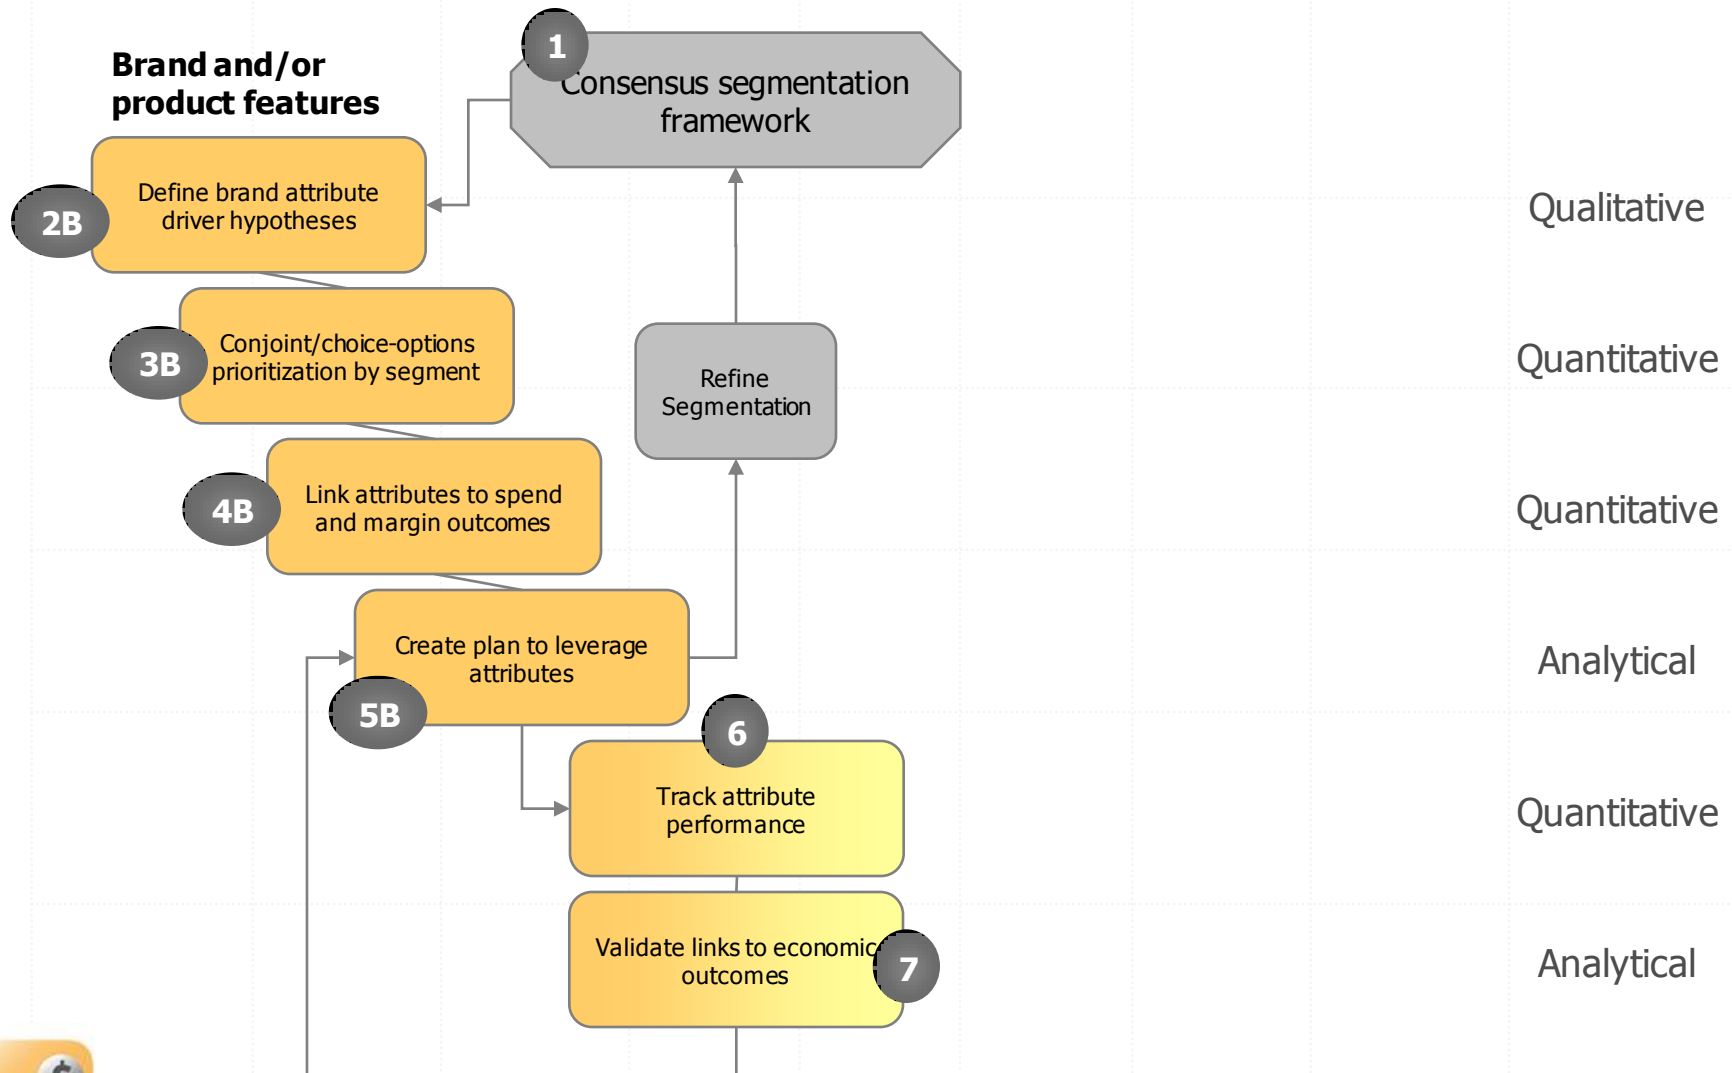 1
Consensus segmentation
framework
Brand and/or
product features
2B
Define brand attribute
driver hypotheses
Qualitative
3B
Conjoint/choice-options
prioritization by segment
Quantitative
Refine
Segmentation
4B
Link attributes to spend
and margin outcomes
Quantitative
Create plan to leverage
attributes
Analytical
5B
6
Track attribute
performance
Quantitative
Validate links to economic
outcomes
7
Analytical
$